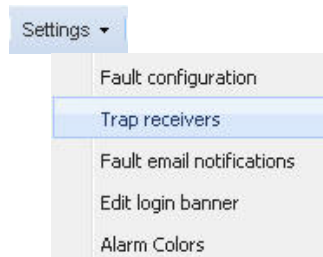 Settings
Fault configuration
Trap receivers
Fault email notifications
Edit login banner
Alarm Colors